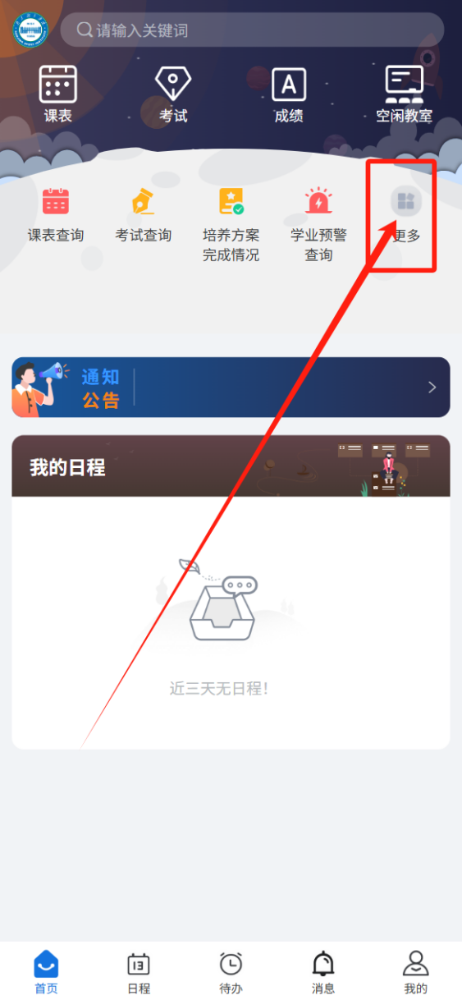 请输入关键词
课表
考试
A
成绩
空闲教室
课表查询
考试查询
培养方案
完成情况
学业预警
查询
更多
通知
公告
我的日程
近三天无日程!
首页
13
日程
待办
消息
我的